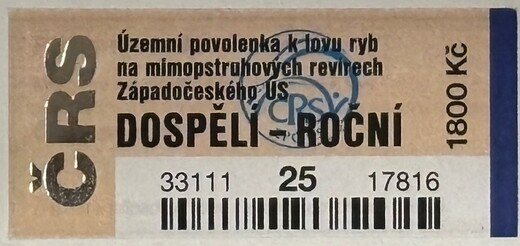 ČRS
Územní povolenka k lovu ryb
na mimopstruhových revírech
Západočeského ÚS
DOSPĚLÍ - ROČNÍ
1800 Kč
33111 25 17816